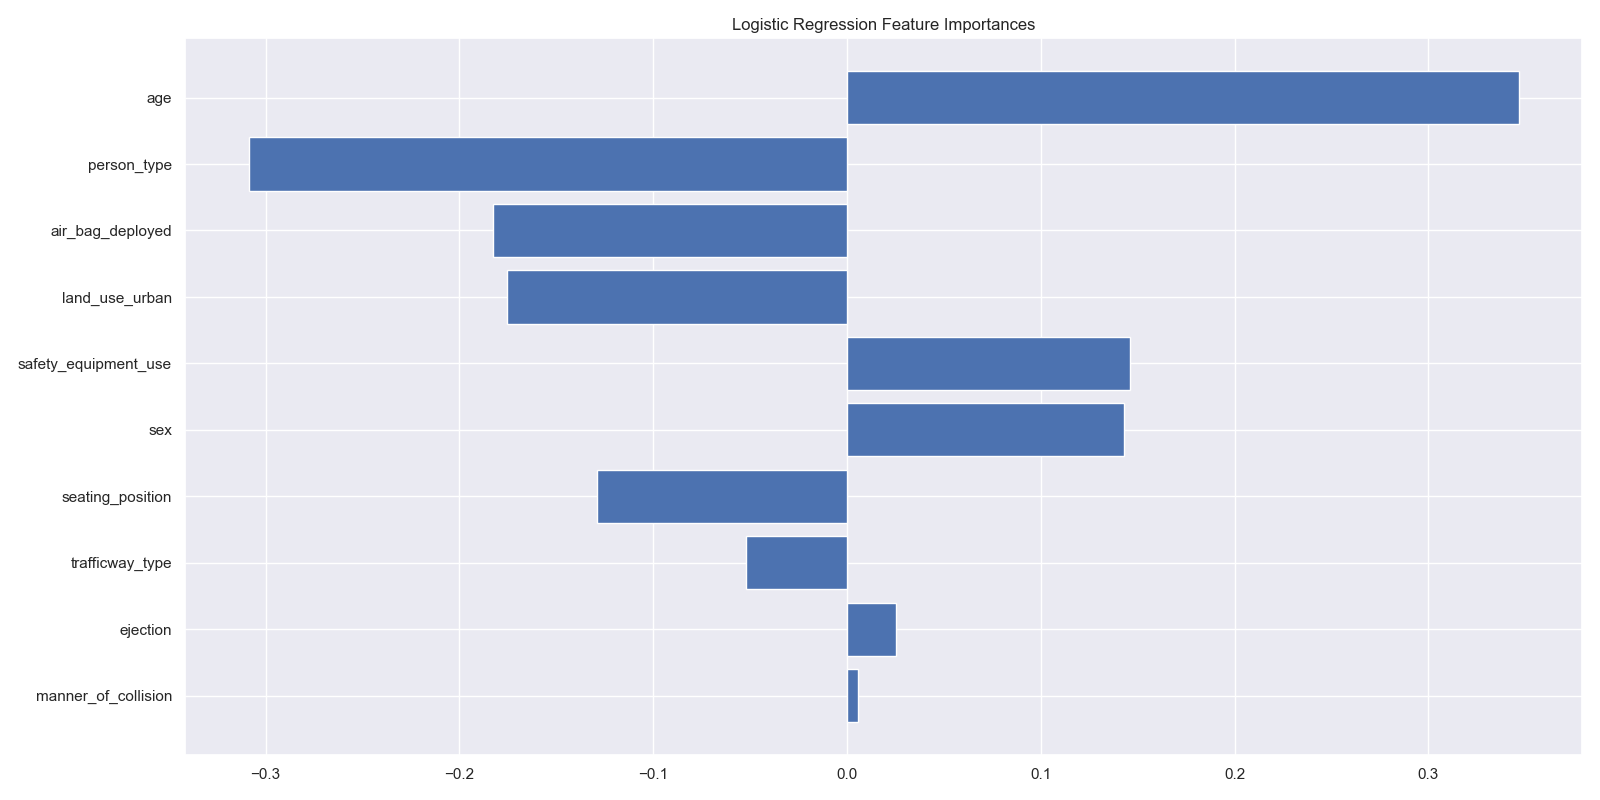 Logistic Regression Feature Importances
age
person_type
air_bag_deployed
land_use_urban
safety_equipment_use
sex
seating_position
trafficway_type
ejection
manner_of_collision
−0.3 −0.2 −0.1 0.0 0.1 0.2 0.3